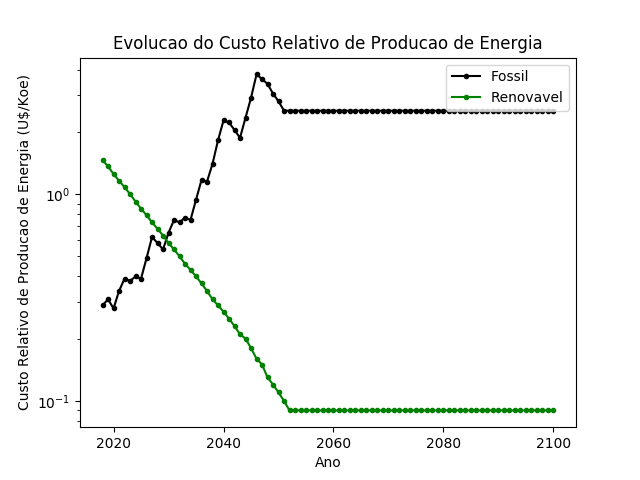 Evolucao do Custo Relativo de Producao de Energia
Fossil
Renovavel
Custo Relativo de Producao de Energia (U$/Koe)
10⁰
10⁻¹
2020 2040 2060 2080 2100
Ano